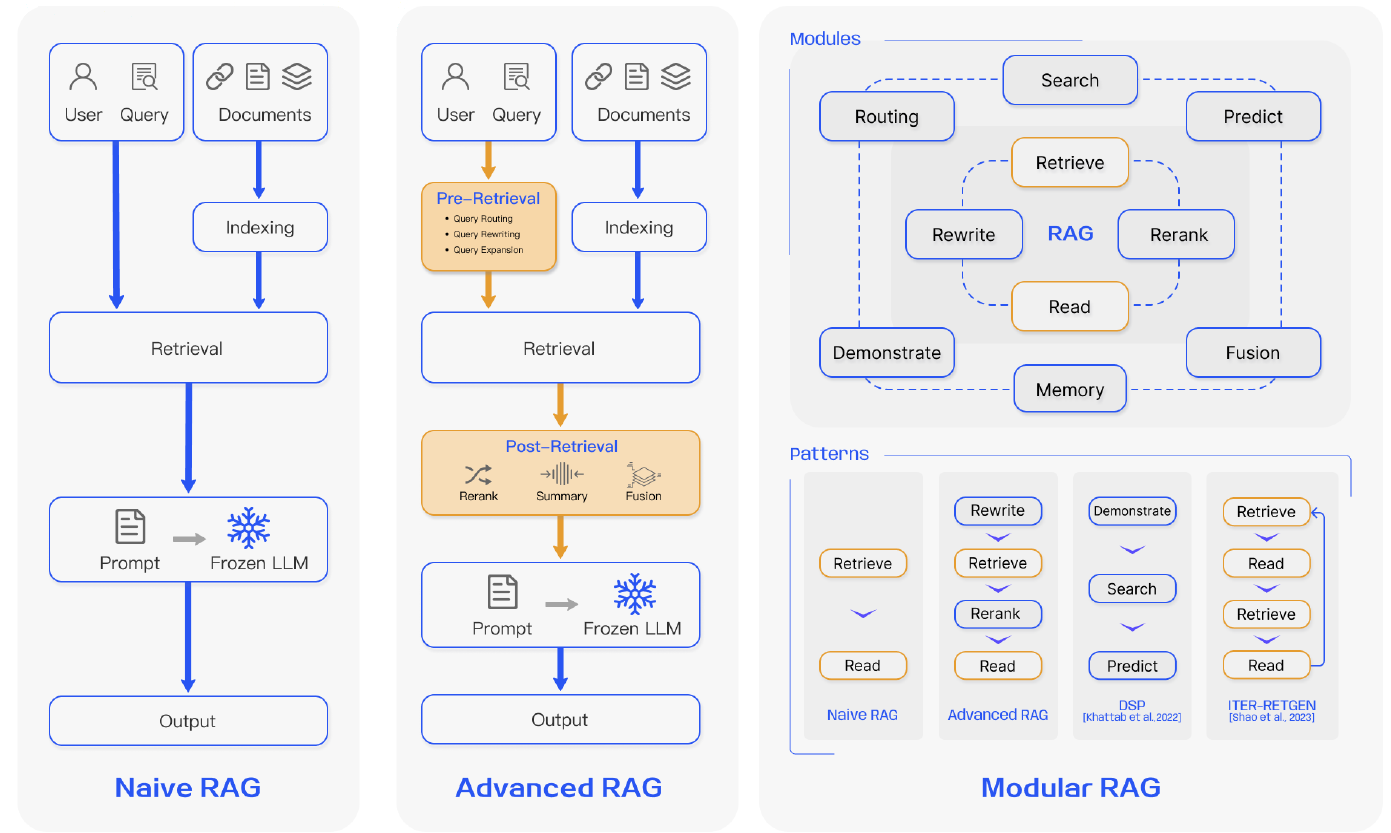 User Query
Documents
Indexing
Retrieval
Prompt
Frozen LLM
Output
Naive RAG
User Query
Documents
Pre-Retrieval
• Query Routing
• Query Rewriting
• Query Expansion
Indexing
Retrieval
Post-Retrieval
Rerank Summary Fusion
Prompt
Frozen LLM
Output
Advanced RAG
Modules
Search
Routing
Predict
Retrieve
Rewrite
RAG
Rerank
Read
Demonstrate
Fusion
Memory
Patterns
Retrieve
Read
Naive RAG
Rewrite
Retrieve
Rerank
Read
Advanced RAG
Demonstrate
Search
Predict
DSP
[Khattab et al.,2022]
Retrieve
Read
Retrieve
Read
ITER-RETGEN
[Shao et al., 2023]
Modular RAG